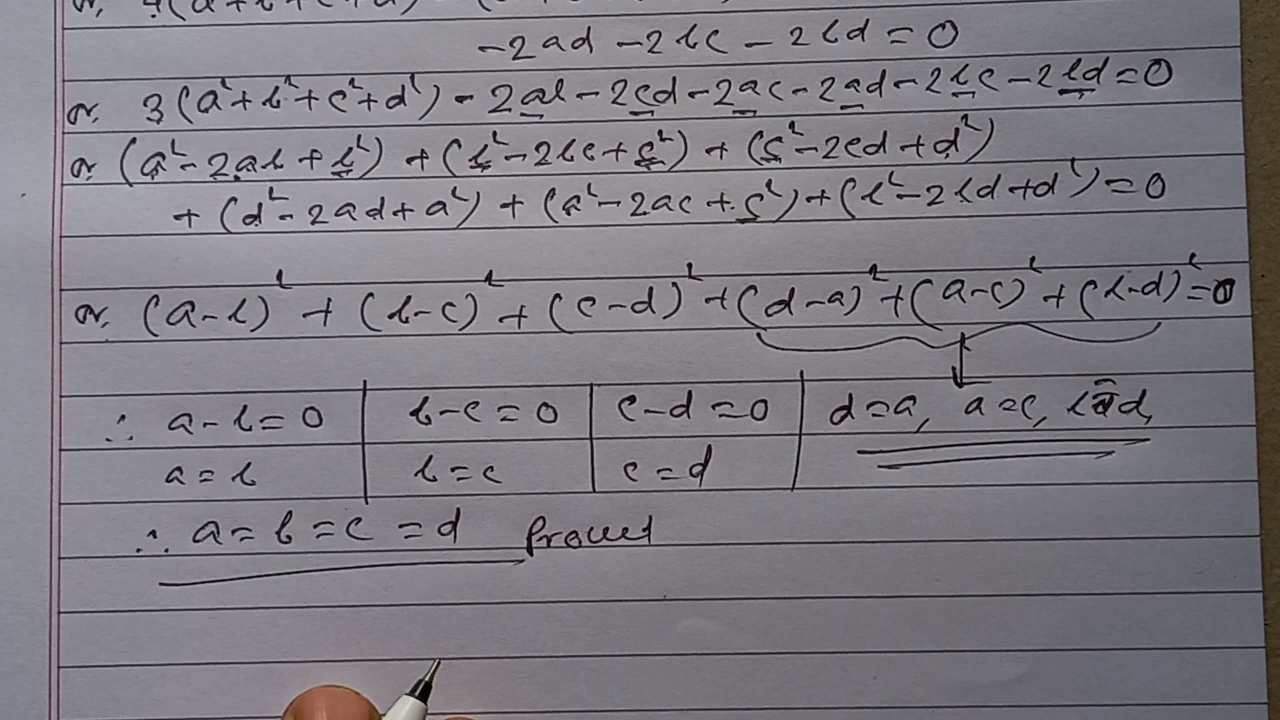 -2ad -2bc - 2bd = 0
or, 3(a²+b²+c²+d²) - 2ab - 2cd - 2ac - 2ad - 2bc - 2bd = 0
or (a²-2ab+b²) + (b²-2bc+c²) + (c²-2cd+d²)
+ (d²-2ad+a²) + (a²-2ac+c²) + (b²-2bd+d²) = 0
or, (a-b)² + (b-c)² + (c-d)² + (d-a)² + (a-c)² + (b-d)² = 0
∴ a-b=0 b-c=0 c-d=0 d=a, a=c, b=d,
a=b b=c c=d
∴ a=b=c=d Proved